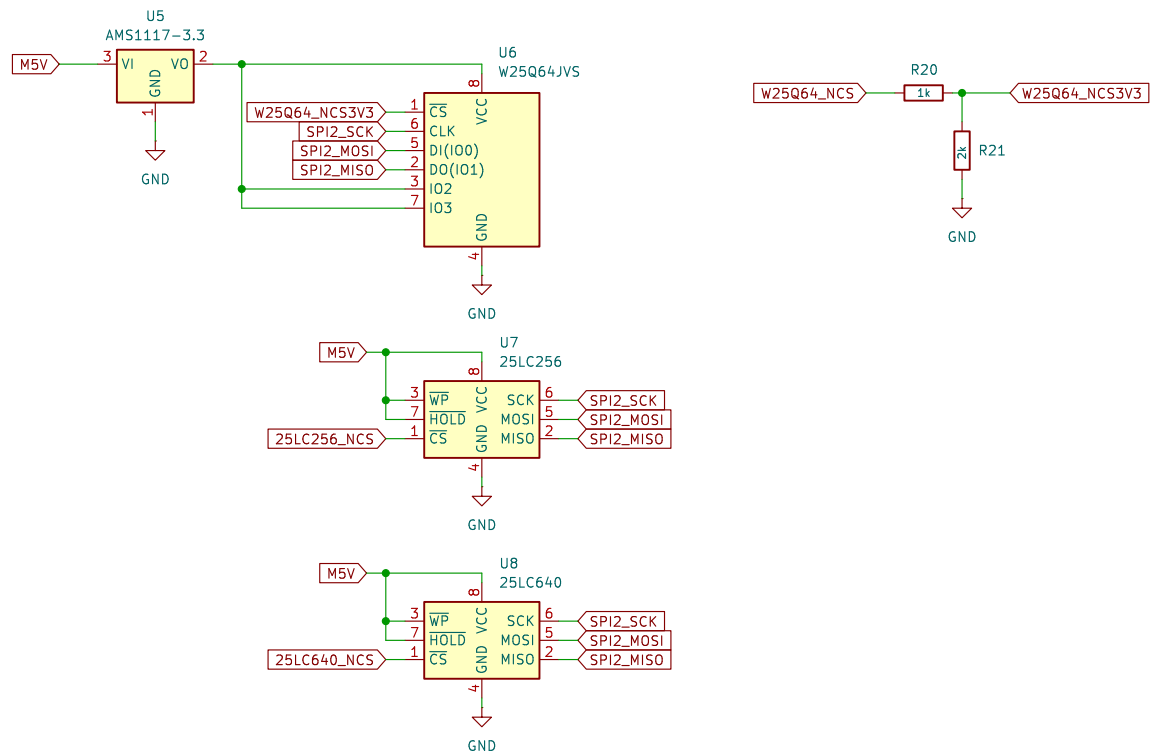 U5
AMS1117-3.3
M5V
3
VI
VO
2
GND
1
GND
U6
W25Q64JVS
8
VCC
W25Q64_NCS3V3
1
CS
SPI2_SCK
6
CLK
SPI2_MOSI
5
DI(IO0)
SPI2_MISO
2
DO(IO1)
3
IO2
7
IO3
GND
4
GND
R20
W25Q64_NCS
1k
W25Q64_NCS3V3
2k
R21
GND
U7
25LC256
M5V
8
VCC
3
WP
SCK
6
SPI2_SCK
7
HOLD
MOSI
5
SPI2_MOSI
25LC256_NCS
1
CS
GND
MISO
2
SPI2_MISO
4
GND
U8
25LC640
M5V
8
VCC
3
WP
SCK
6
SPI2_SCK
7
HOLD
MOSI
5
SPI2_MOSI
25LC640_NCS
1
CS
GND
MISO
2
SPI2_MISO
4
GND